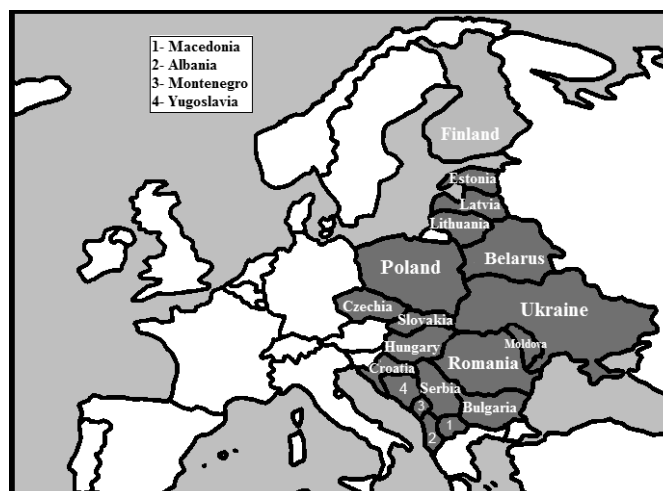 1- Macedonia
2- Albania
3- Montenegro
4- Yugoslavia
Finland
Estonia
Latvia
Lithuania
Belarus
Poland
Czechia
Ukraine
Slovakia
Moldova
Hungary
Romania
Croatia
4
Serbia
3
Bulgaria
1
2